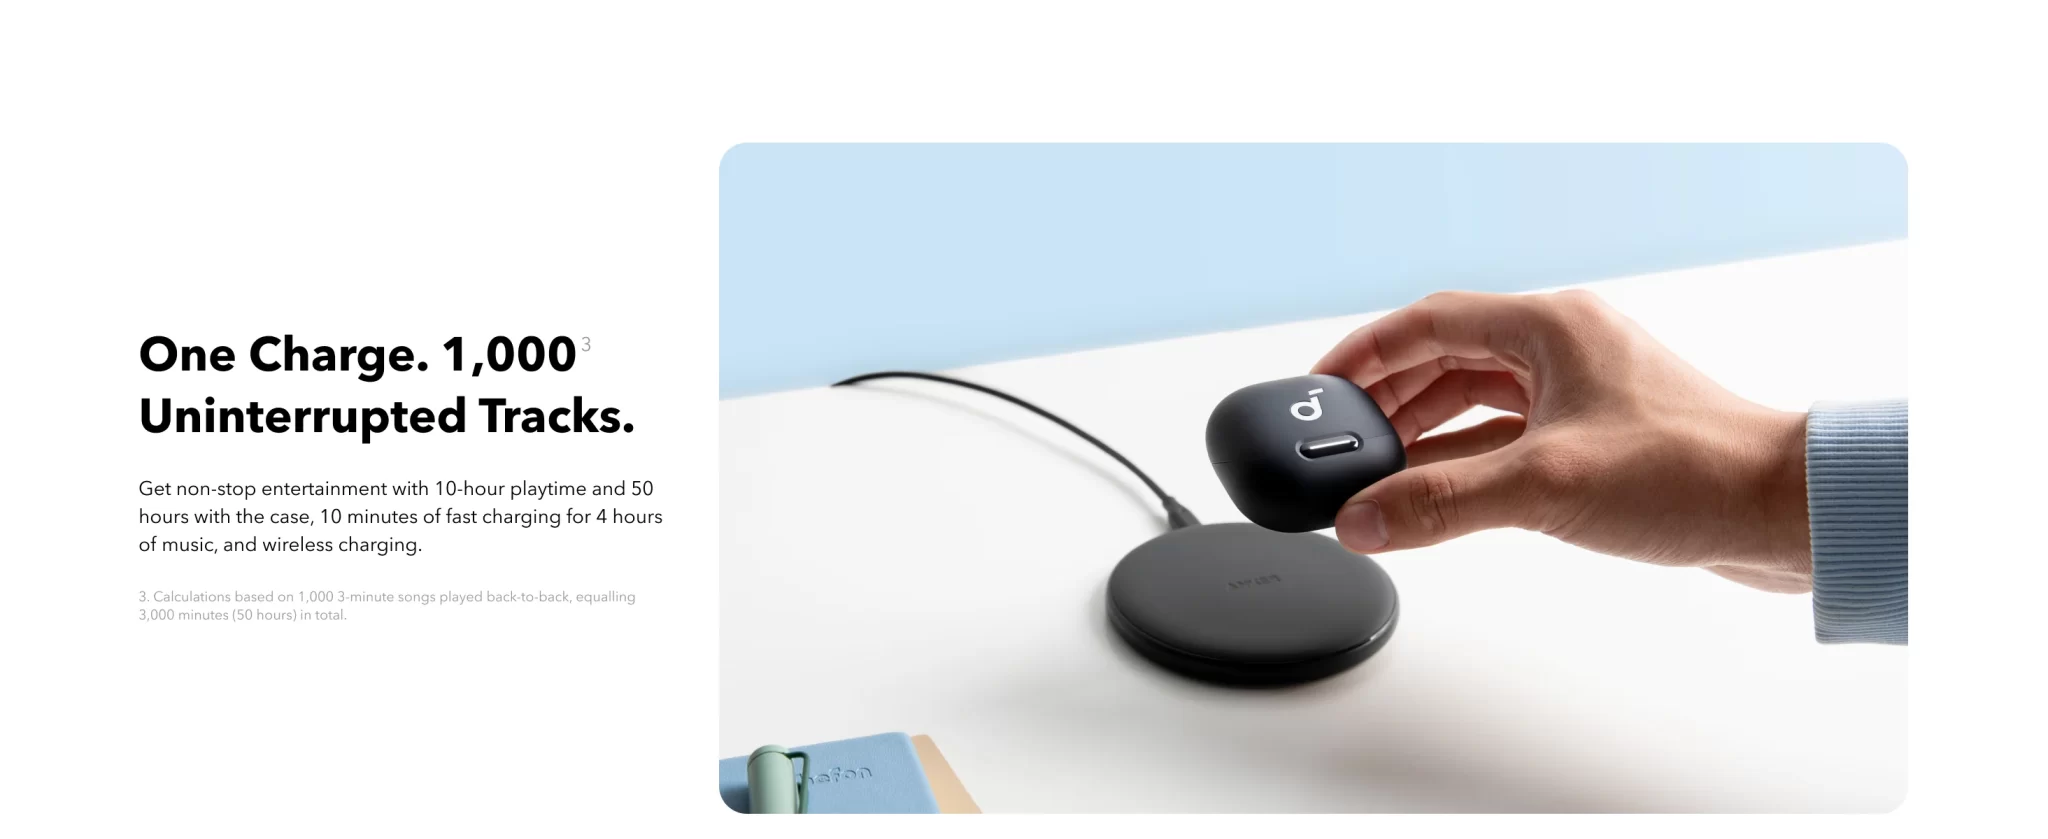 One Charge. 1,000 3
Uninterrupted Tracks.
Get non-stop entertainment with 10-hour playtime and 50
hours with the case, 10 minutes of fast charging for 4 hours
of music, and wireless charging.
3. Calculations based on 1,000 3-minute songs played back-to-back, equalling
3,000 minutes (50 hours) in total.
ANKER